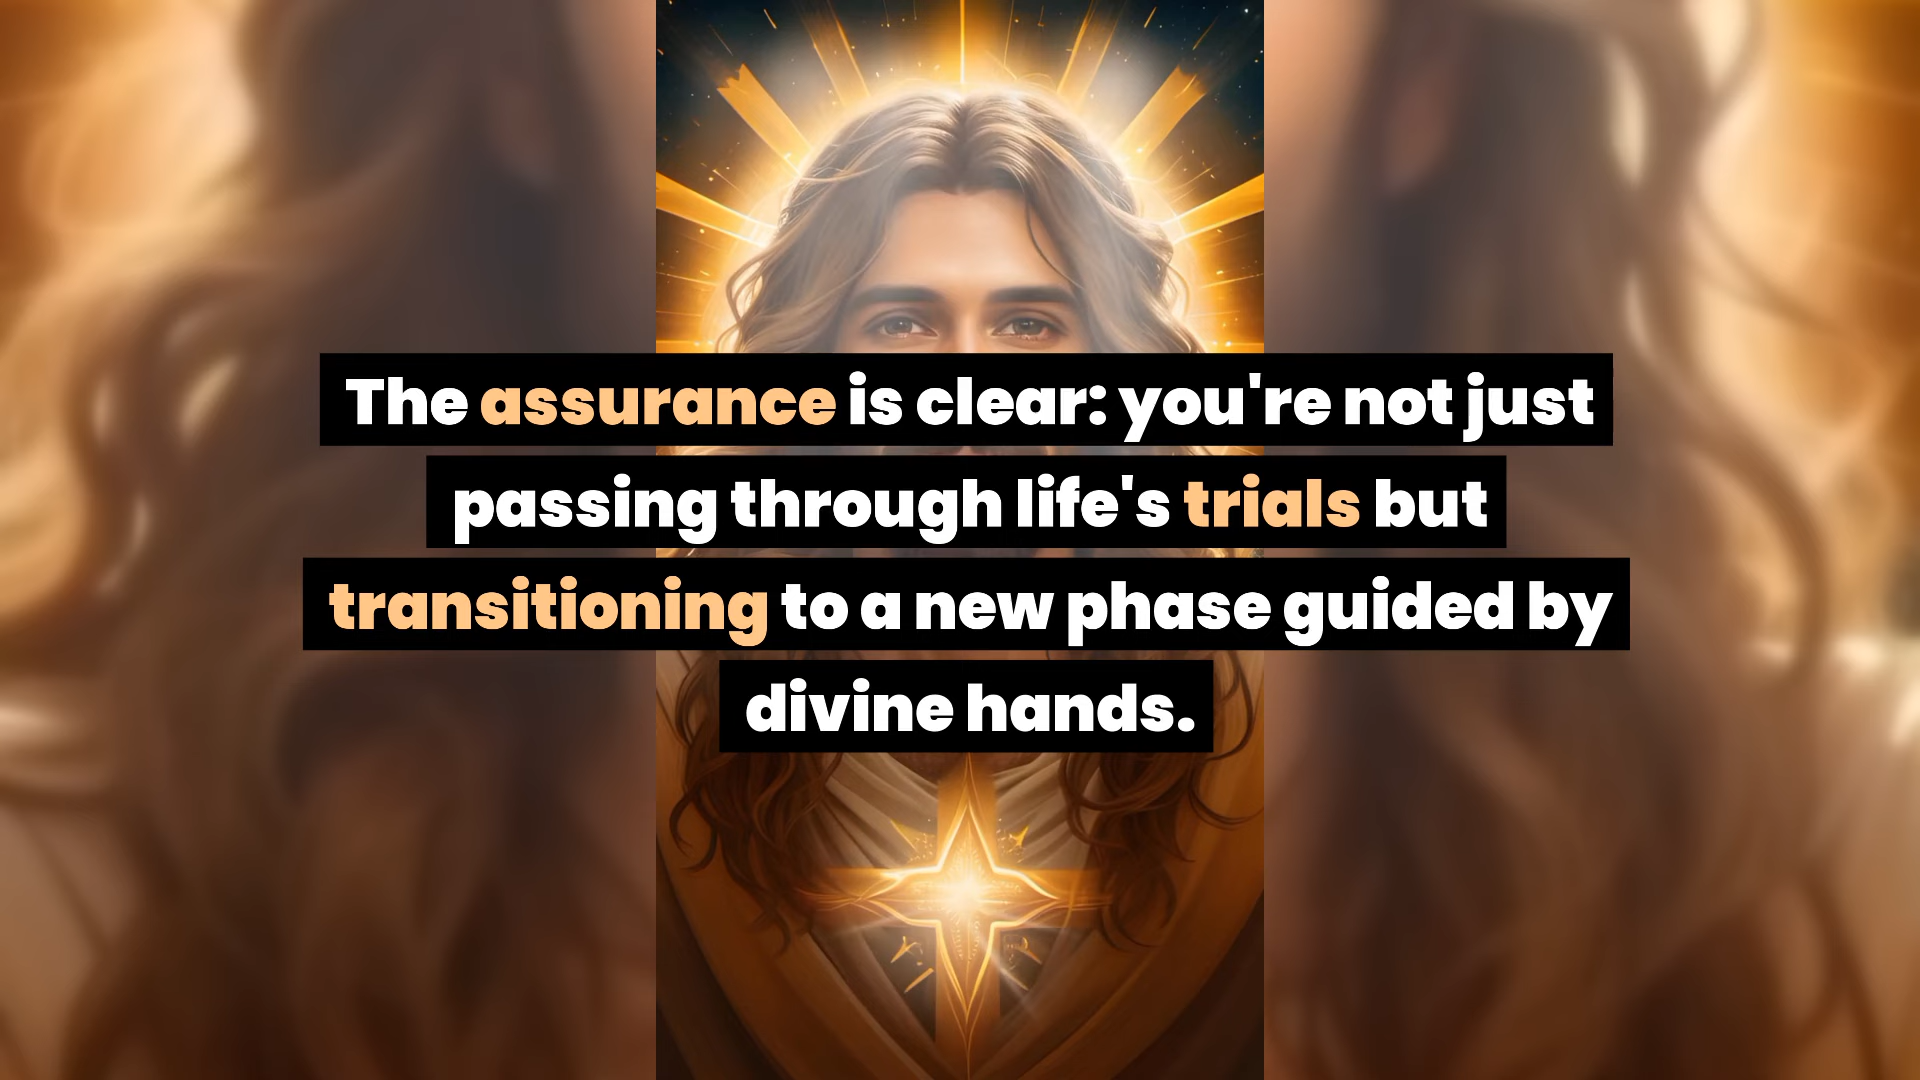 The assurance is clear: you're not just
passing through life's trials but
transitioning to a new phase guided by
divine hands.